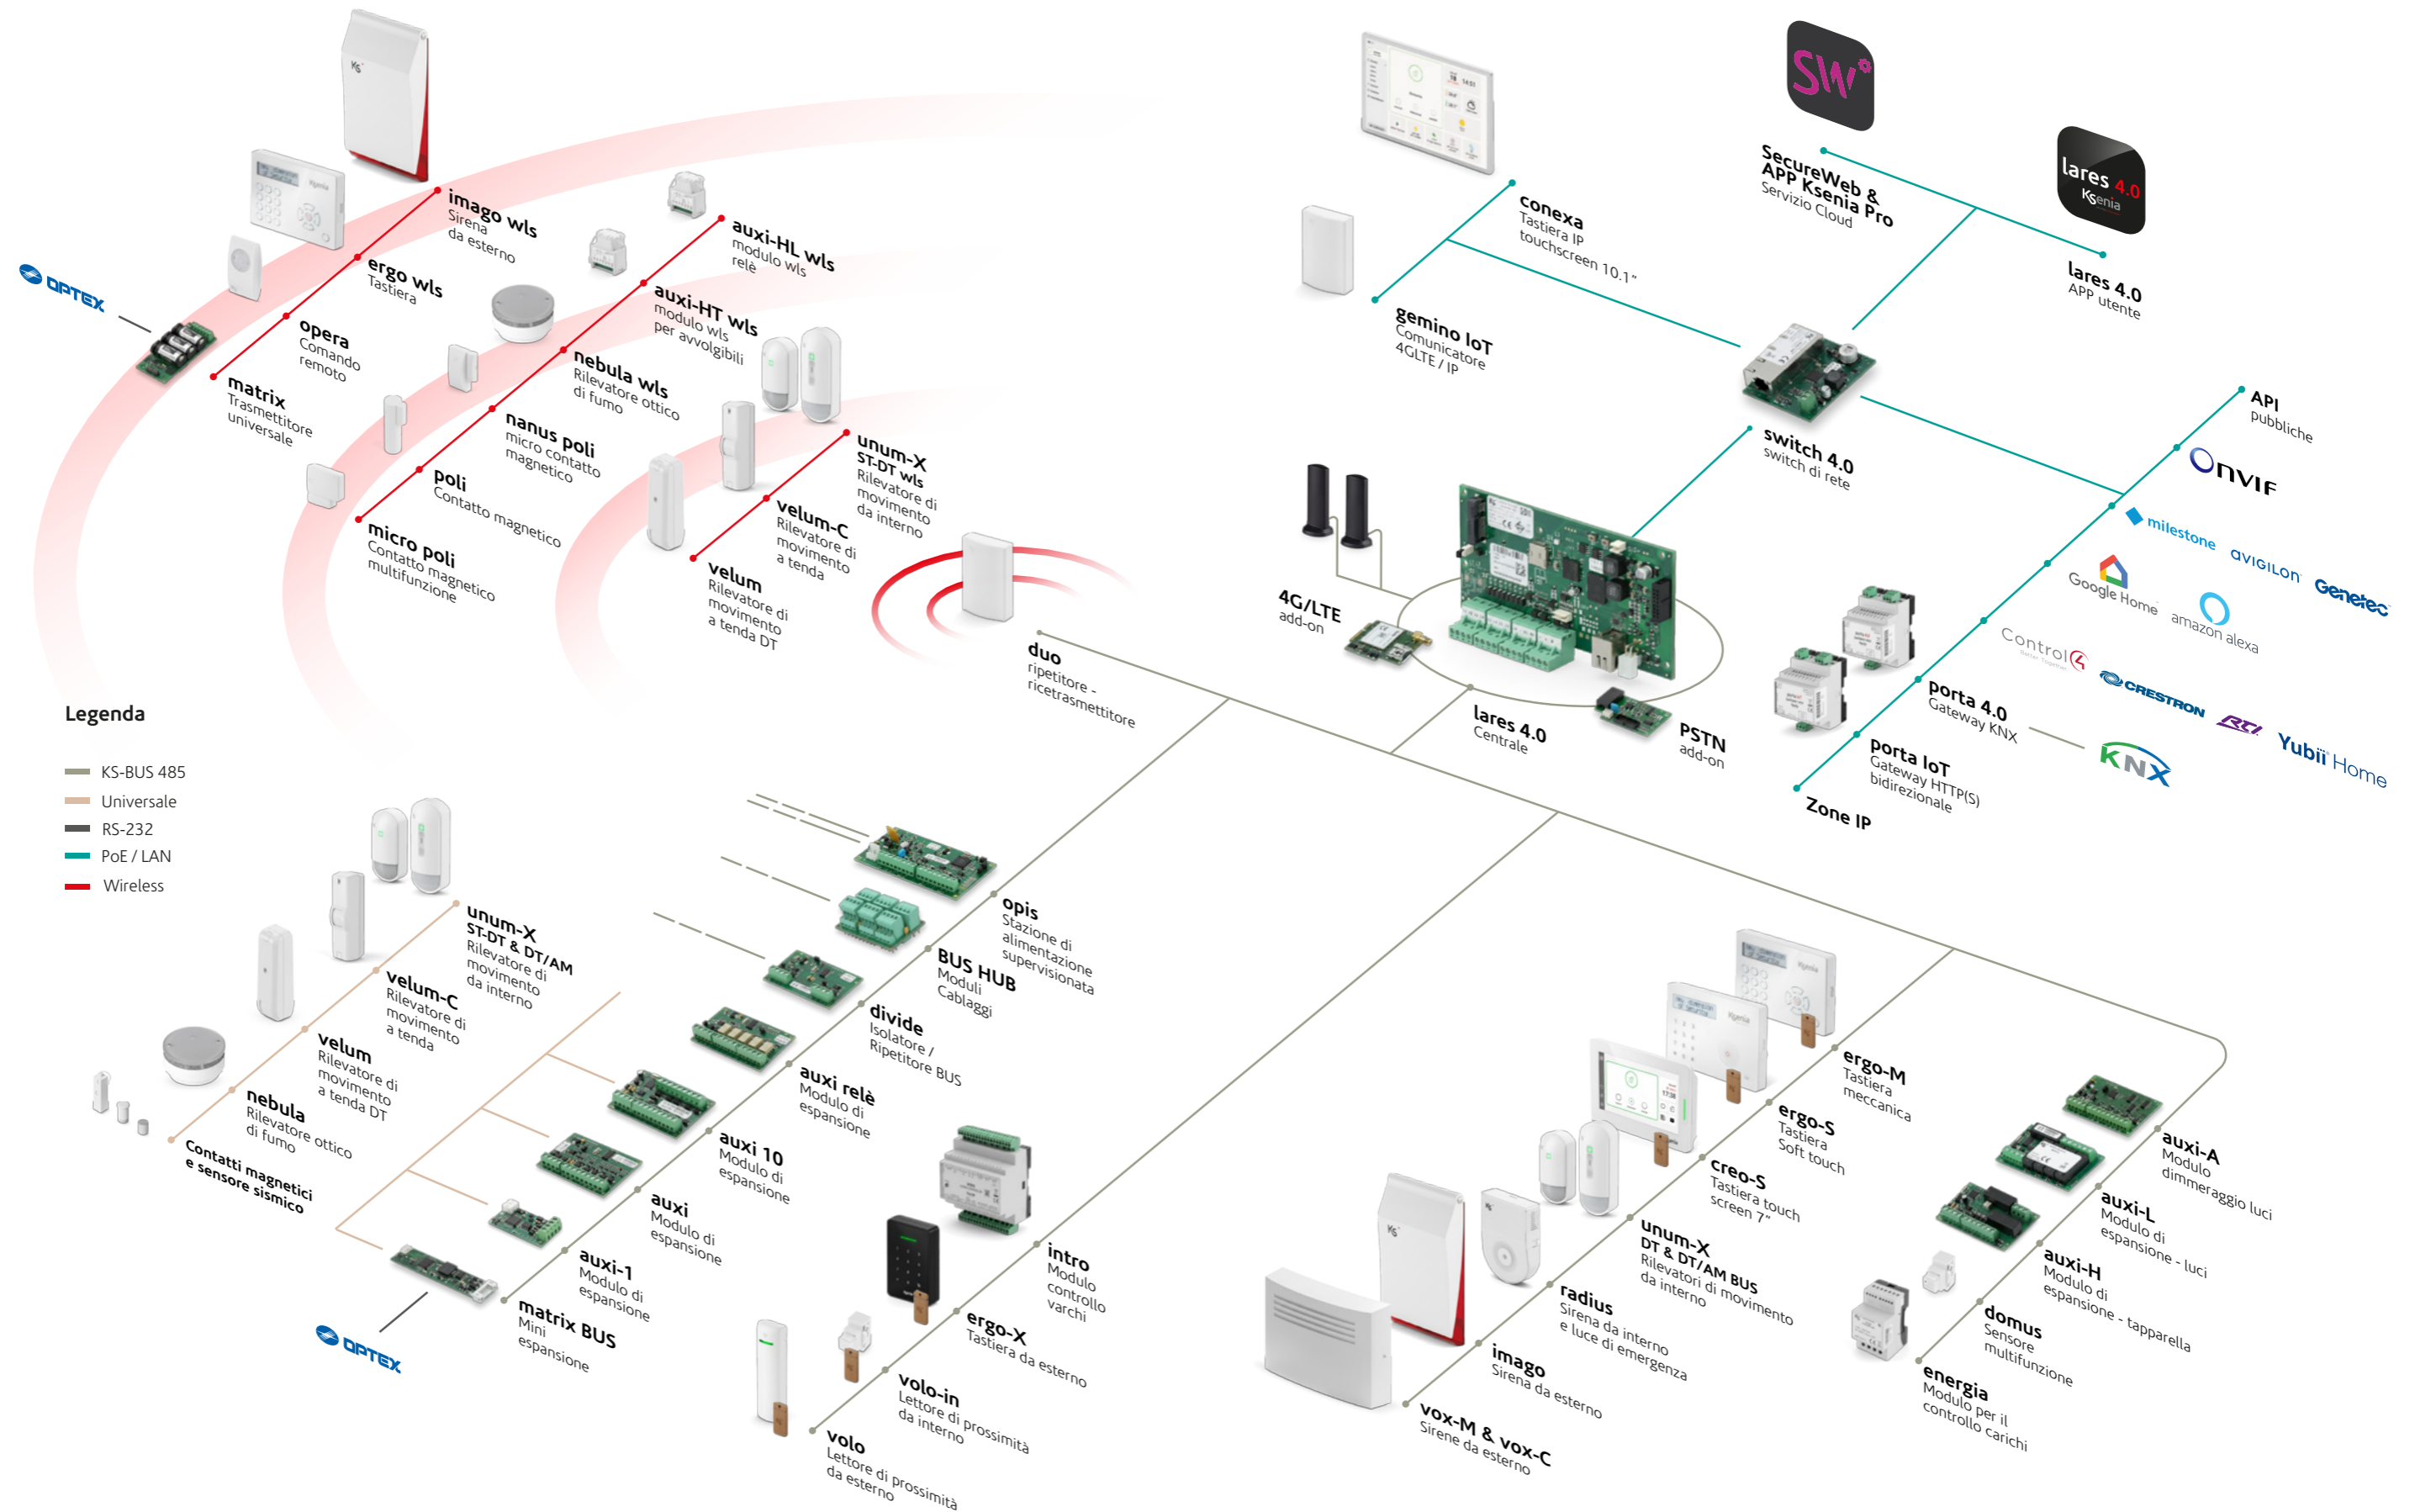 imago wls
Sirena
da esterno
ergo wls
Tastiera
opera
Comando
remoto
OPTEX
matrix
Trasmettitore
universale
auxi-HL wls
modulo wls
relè
auxi-HT wls
modulo wls
per avvolgibili
nebula wls
Rilevatore ottico
di fumo
nanus poli
micro contatto
magnetico
poli
Contatto magnetico
micro poli
Contatto magnetico
multifunzione
unum-X
ST-DT wls
Rilevatore di
movimento
da interno
velum-C
Rilevatore di
movimento
a tenda
velum
Rilevatore di
movimento
a tenda DT
duo
ripetitore -
ricetrasmettitore
conexa
Tastiera IP
touchscreen 10.1"
gemino IoT
Comunicatore
4GLTE / IP
SW
SecureWeb &
APP Ksenia Pro
Servizio Cloud
lares 4.0
Ksenia
lares 4.0
APP utente
switch 4.0
switch di rete
4G/LTE
add-on
lares 4.0
Centrale
PSTN
add-on
API
pubbliche
ONVIF
milestone
avigilon
Genetec
Google Home
amazon alexa
Control4
CRESTRON
RTI
Yubii Home
porta 4.0
Gateway KNX
KNX
porta IoT
Gateway HTTP(S)
bidirezionale
Zone IP
Legenda
KS-BUS 485
Universale
RS-232
PoE / LAN
Wireless
unum-X
ST-DT & DT/AM
Rilevatore di
movimento
da interno
velum-C
Rilevatore di
movimento
a tenda
velum
Rilevatore di
movimento
a tenda DT
nebula
Rilevatore ottico
di fumo
Contatti magnetici
e sensore sismico
opis
Stazione di
alimentazione
supervisionata
BUS HUB
Moduli
Cablaggi
divide
Isolatore /
Ripetitore BUS
auxi relè
Modulo di
espansione
auxi 10
Modulo di
espansione
auxi
Modulo di
espansione
auxi-1
Modulo di
espansione
matrix BUS
Mini
espansione
OPTEX
intro
Modulo
controllo
varchi
ergo-X
Tastiera da esterno
volo-in
Lettore di prossimità
da interno
volo
Lettore di prossimità
da esterno
ergo-M
Tastiera
meccanica
ergo-S
Tastiera
Soft touch
creo-S
Tastiera touch
screen 7"
unum-X
DT & DT/AM BUS
Rilevatori di movimento
da interno
radius
Sirena da interno
e luce di emergenza
imago
Sirena da esterno
vox-M & vox-C
Sirene da esterno
auxi-A
Modulo
dimmeraggio luci
auxi-L
Modulo di
espansione - luci
auxi-H
Modulo di
espansione - tapparella
domus
Sensore
multifunzione
energia
Modulo per il
controllo carichi